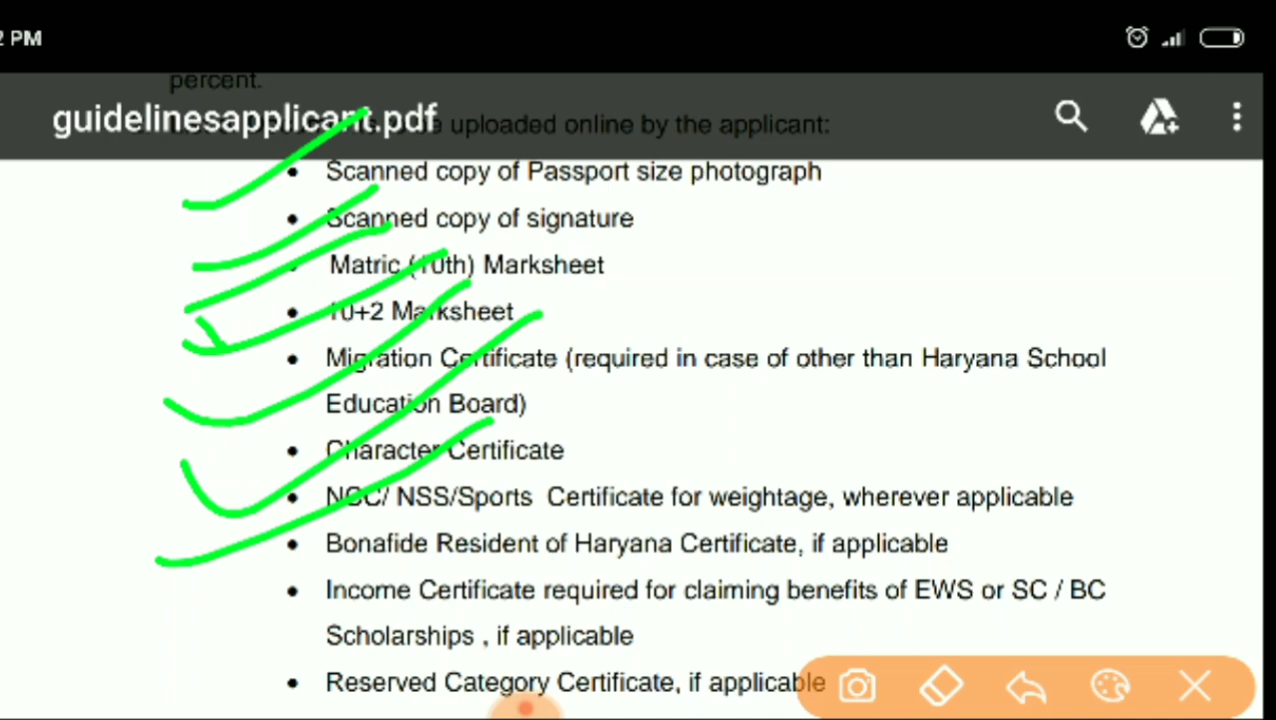 2 PM
percent.
guidelinesapplicant.pdf
uploaded online by the applicant:
• Scanned copy of Passport size photograph
• Scanned copy of signature
• Matric (10th) Marksheet
• 10+2 Marksheet
• Migration Certificate (required in case of other than Haryana School
Education Board)
• Character Certificate
• NCC/ NSS/Sports Certificate for weightage, wherever applicable
• Bonafide Resident of Haryana Certificate, if applicable
• Income Certificate required for claiming benefits of EWS or SC / BC
Scholarships , if applicable
• Reserved Category Certificate, if applicable